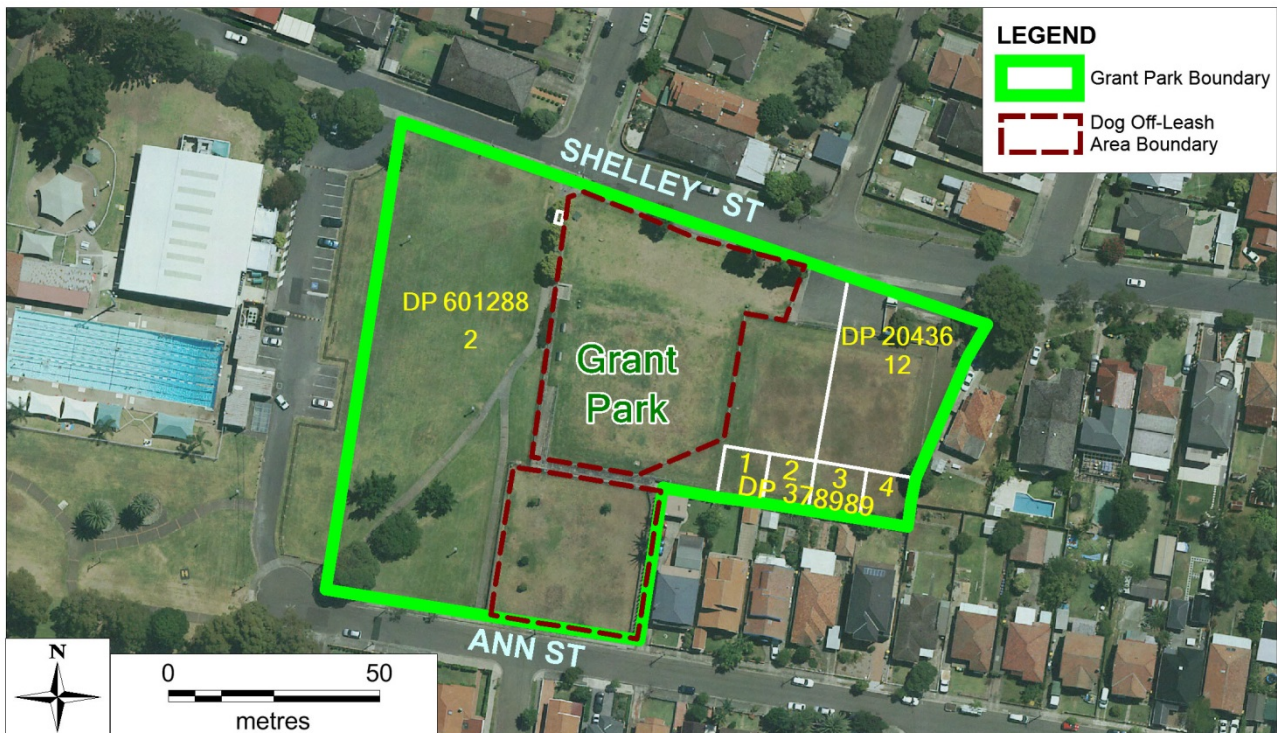 LEGEND
Grant Park Boundary
Dog Off-Leash
Area Boundary
SHELLEY ST
DP 601288
2
DP 20436
12
Grant
Park
1 2 3 4
DP 378989
ANN ST
N
0 50
metres